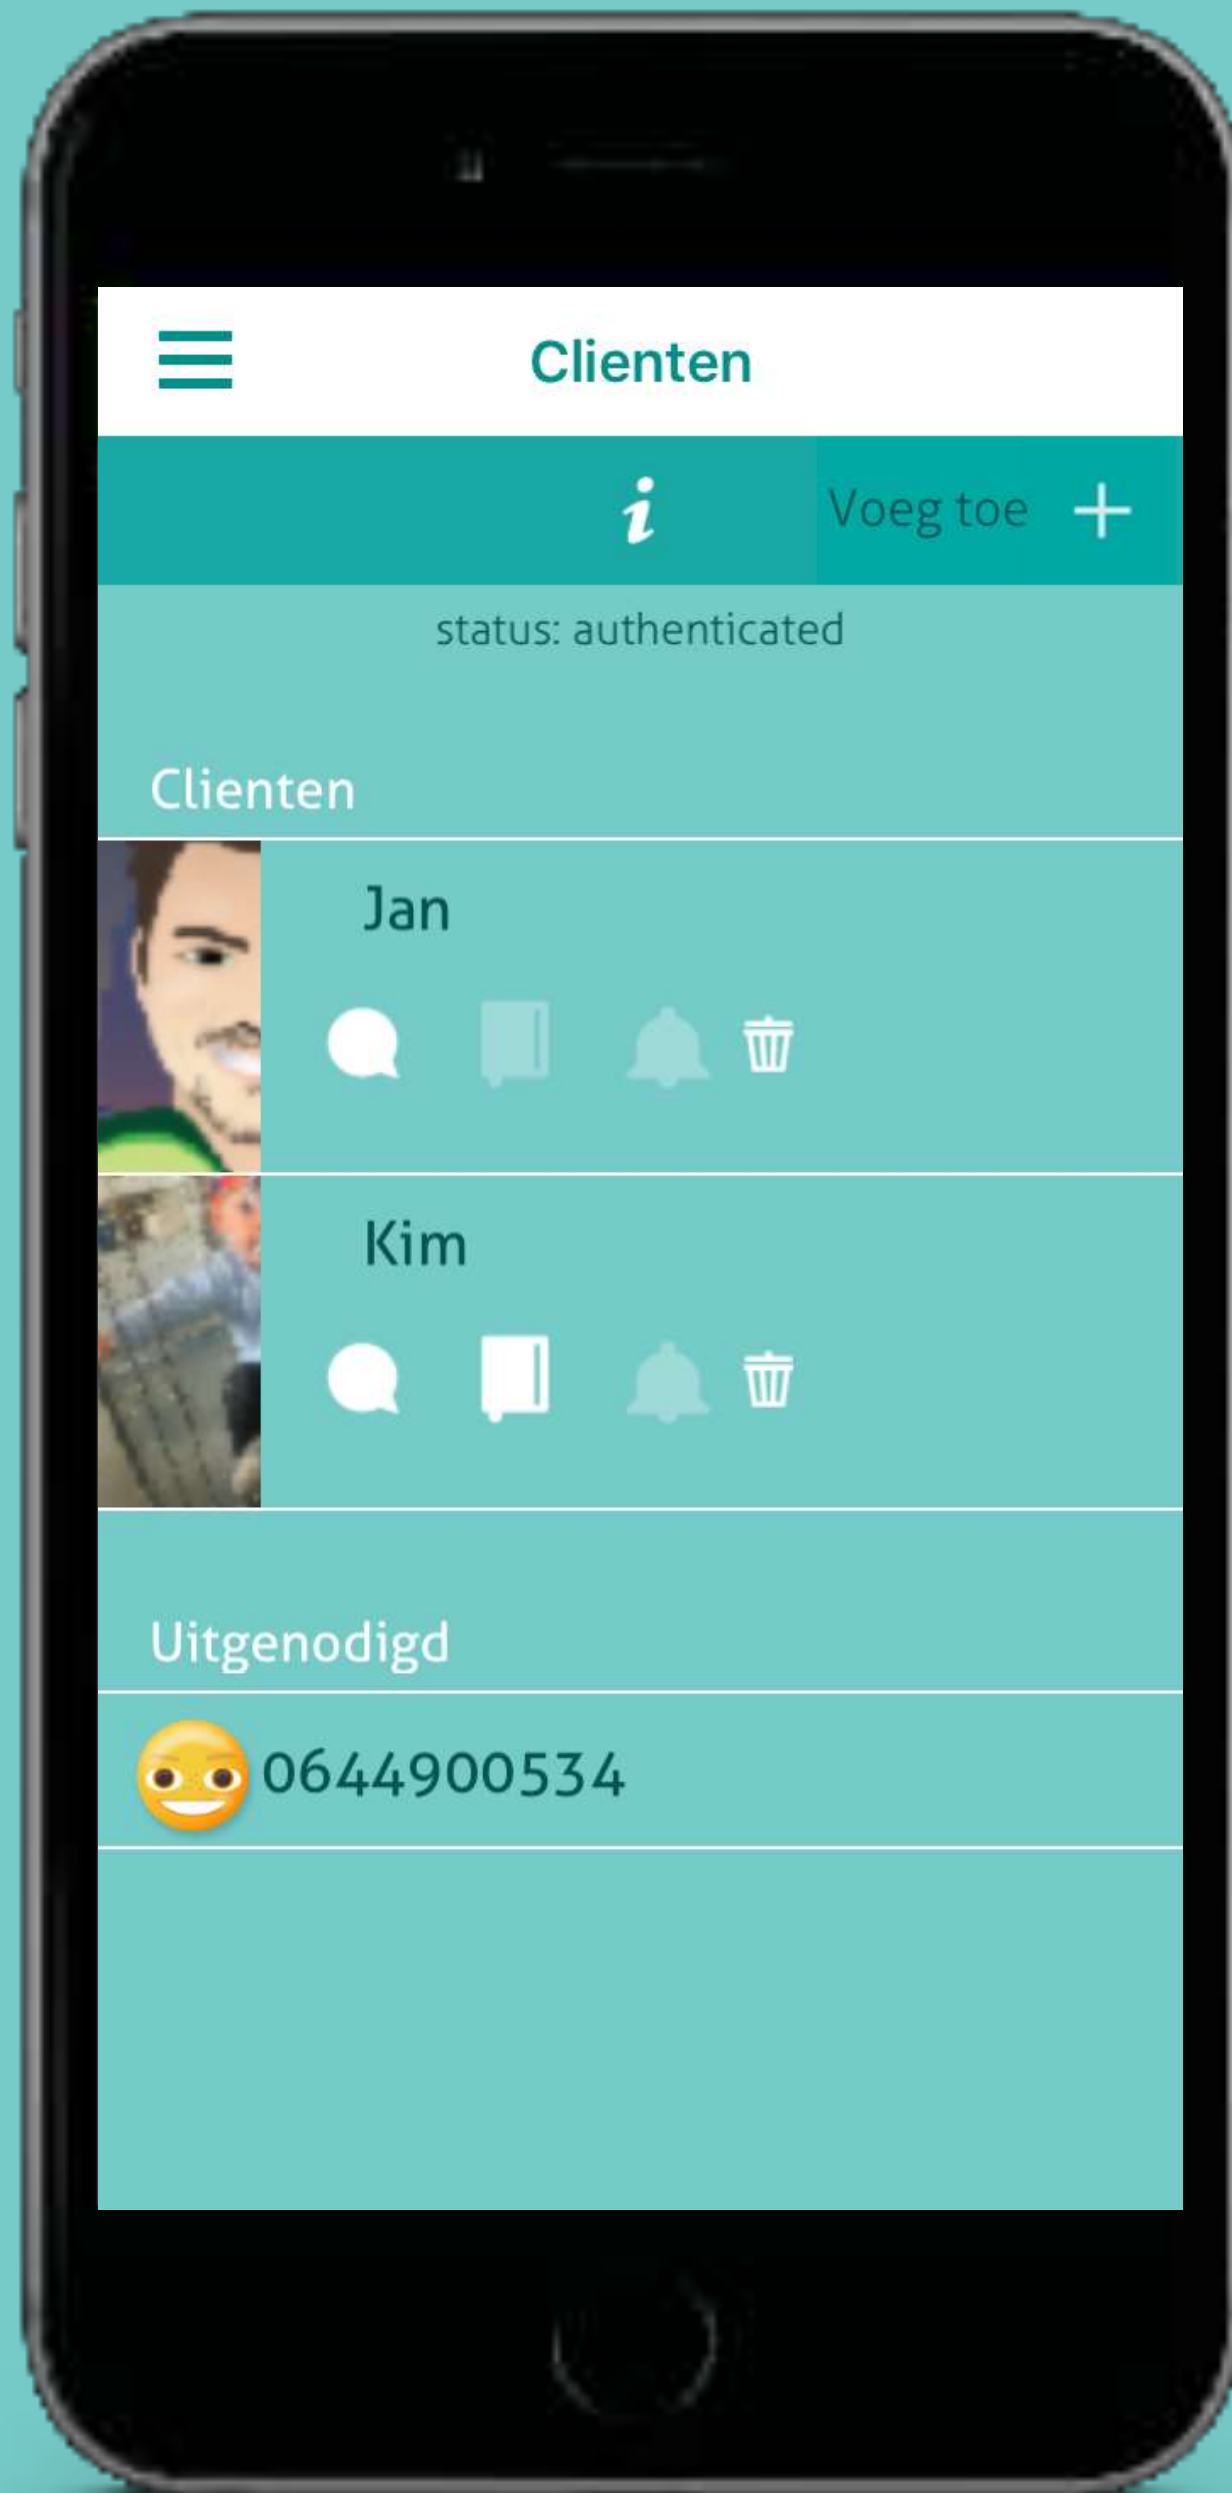 Clienten
i
Voeg toe +
status: authenticated
Clienten
Jan
Kim
Uitgenodigd
0644900534